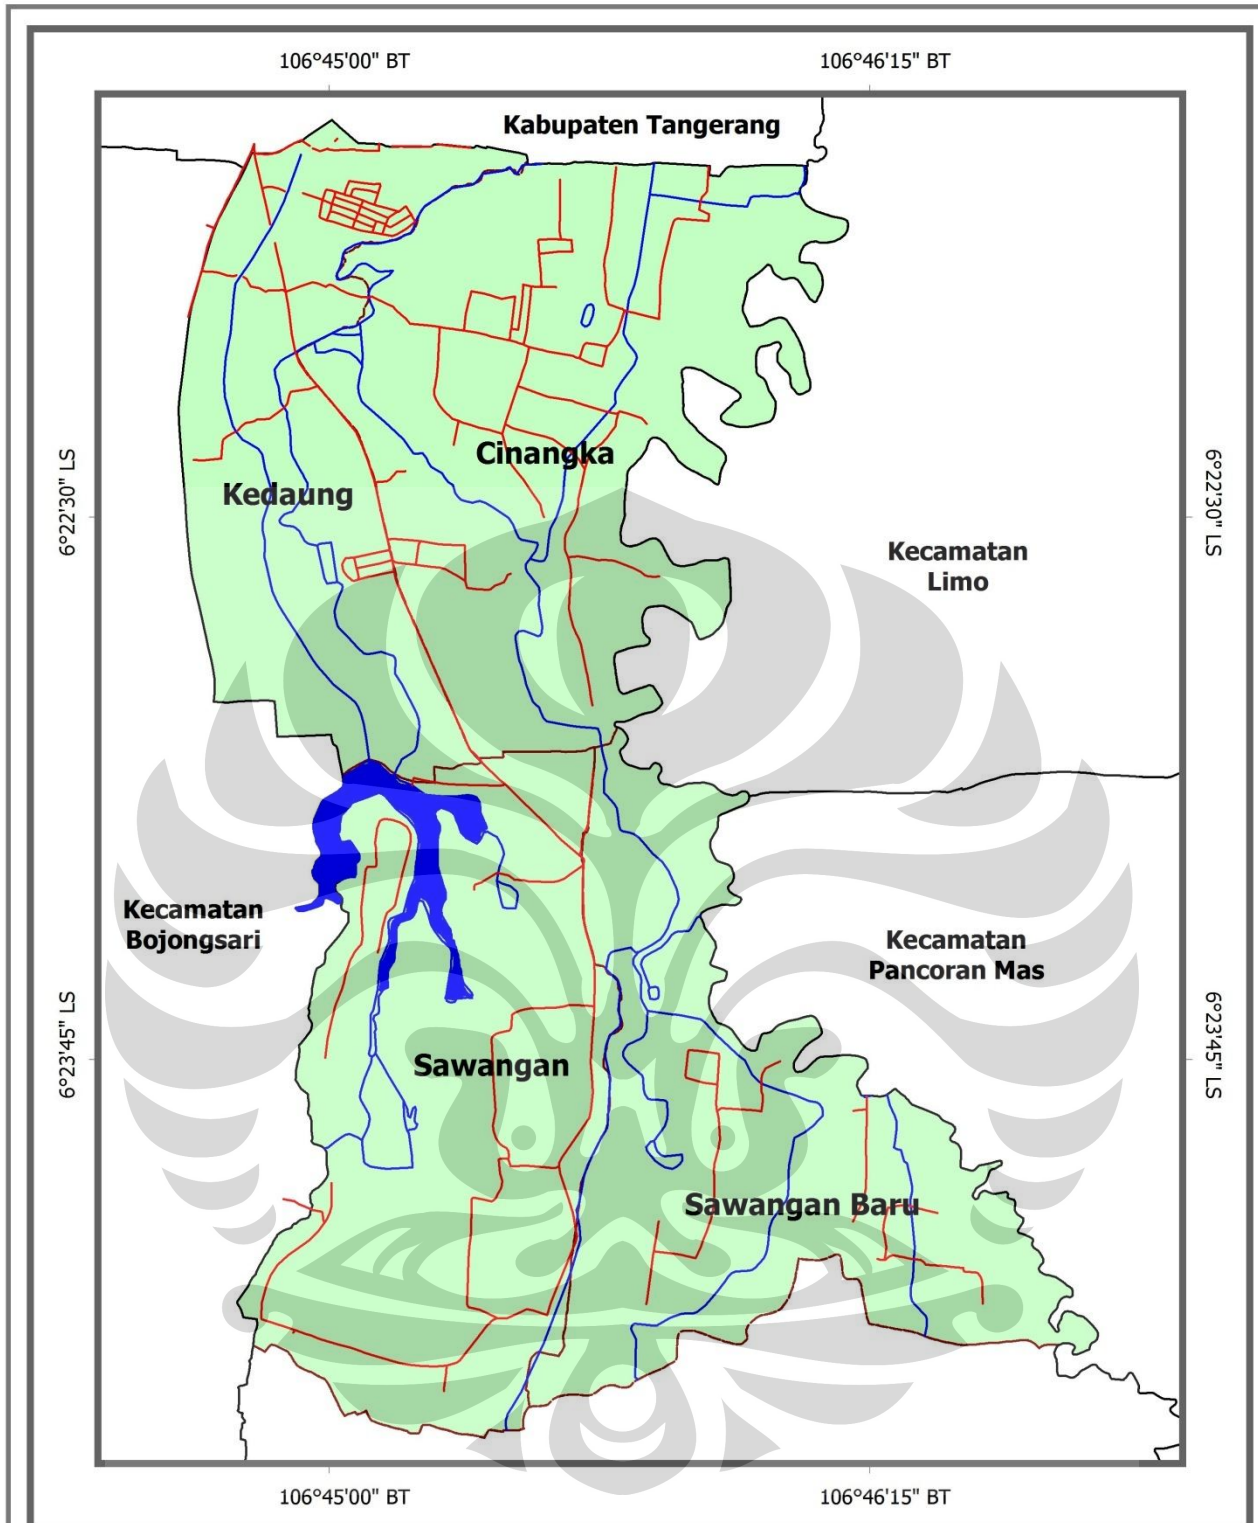 106°45'00" BT
106°46'15" BT
Kabupaten Tangerang
Cinangka
Kedaung
6°22'30" LS
6°22'30" LS
Kecamatan
Limo
Kecamatan
Bojongsari
Kecamatan
Pancoran Mas
6°23'45" LS
6°23'45" LS
Sawangan
Sawangan Baru
106°45'00" BT
106°46'15" BT